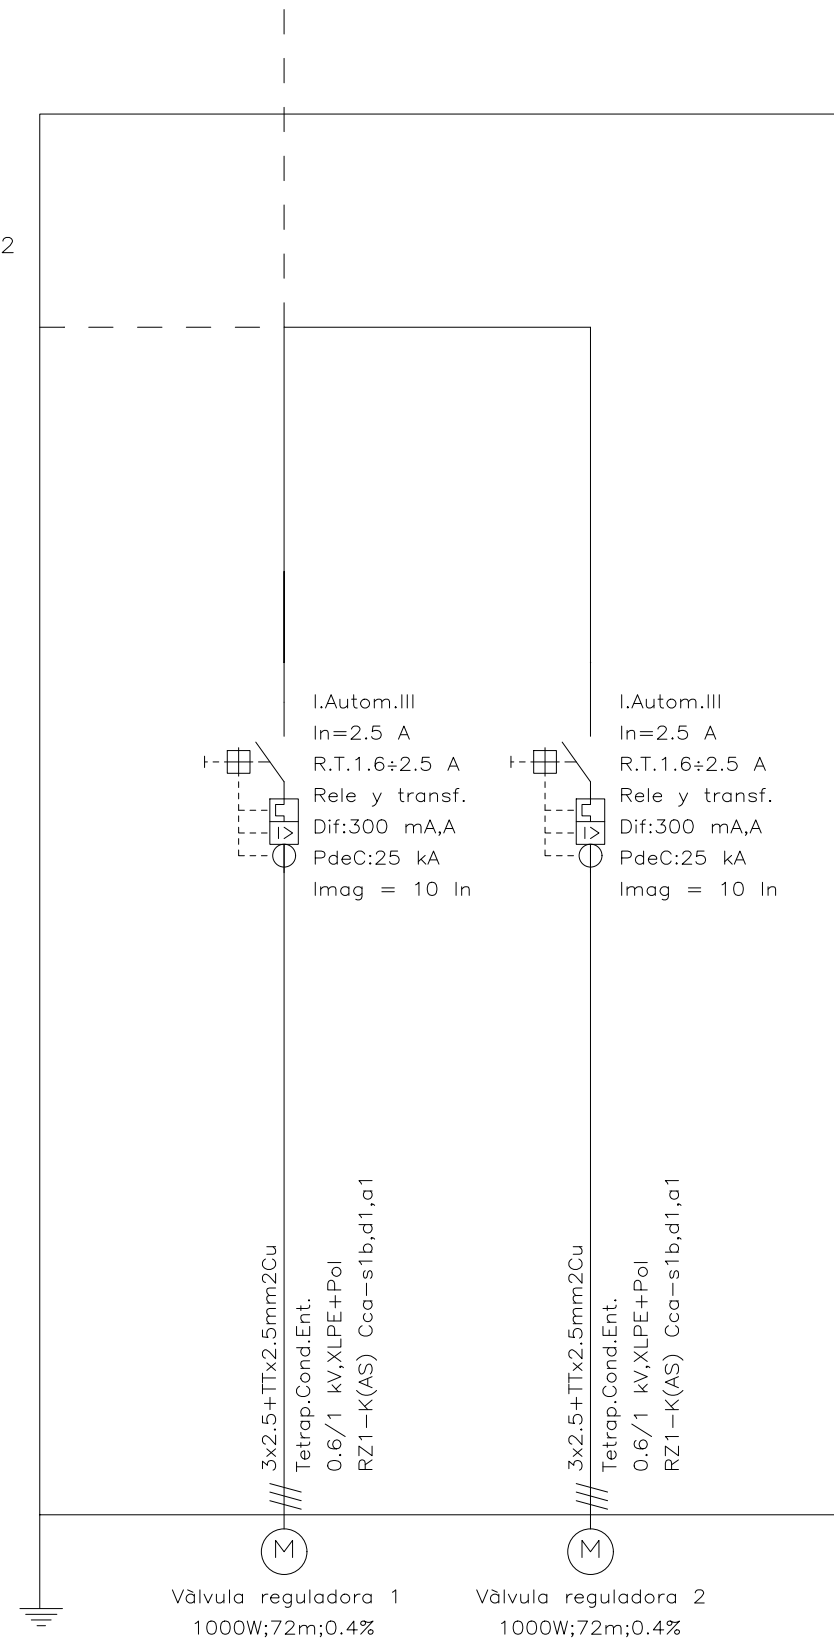 2
I.Autom.III
In=2.5 A
R.T.1.6÷2.5 A
Rele y transf.
Dif:300 mA,A
PdeC:25 kA
Imag = 10 In
I.Autom.III
In=2.5 A
R.T.1.6÷2.5 A
Rele y transf.
Dif:300 mA,A
PdeC:25 kA
Imag = 10 In
3x2.5+TTx2.5mm2Cu
Tetrap.Cond.Ent.
0.6/1 kV,XLPE+Pol
RZ1-K(AS) Cca-s1b,d1,a1
3x2.5+TTx2.5mm2Cu
Tetrap.Cond.Ent.
0.6/1 kV,XLPE+Pol
RZ1-K(AS) Cca-s1b,d1,a1
M
Vàlvula reguladora 1
1000W;72m;0.4%
M
Vàlvula reguladora 2
1000W;72m;0.4%